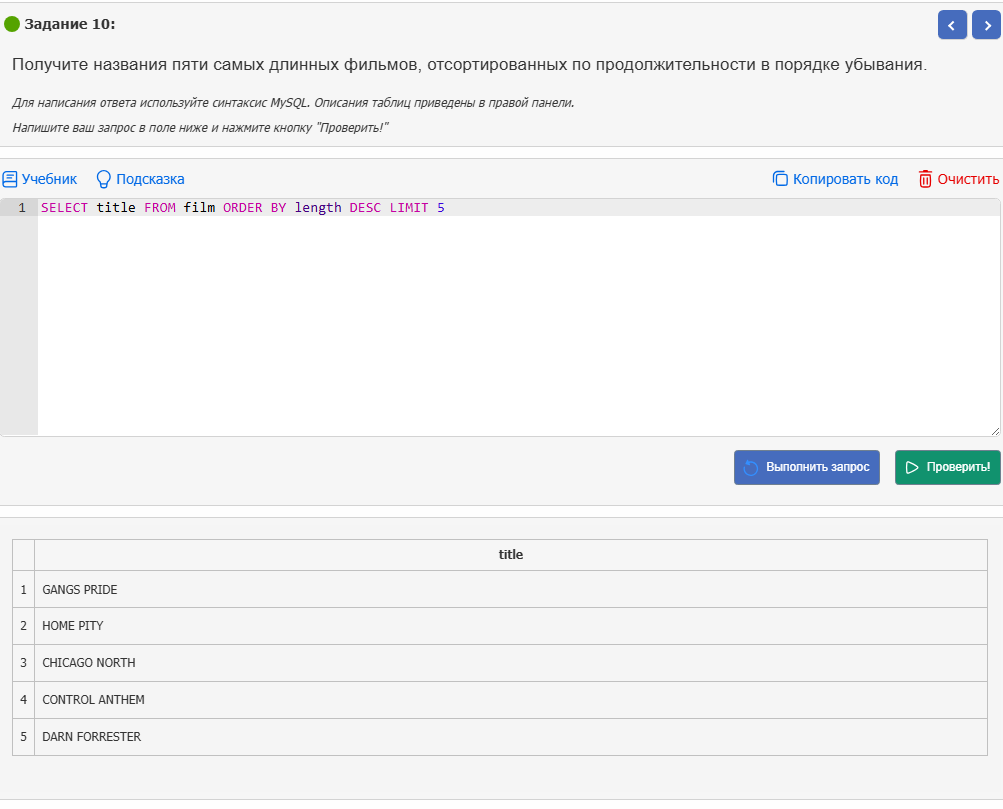 Задание 10:
Получите названия пяти самых длинных фильмов, отсортированных по продолжительности в порядке убывания.
Для написания ответа используйте синтаксис MySQL. Описания таблиц приведены в правой панели.
Напишите ваш запрос в поле ниже и нажмите кнопку "Проверить!"
Учебник Подсказка Копировать код Очистить
1 SELECT title FROM film ORDER BY length DESC LIMIT 5
Выполнить запрос Проверить!
title
1 GANGS PRIDE
2 HOME PITY
3 CHICAGO NORTH
4 CONTROL ANTHEM
5 DARN FORRESTER